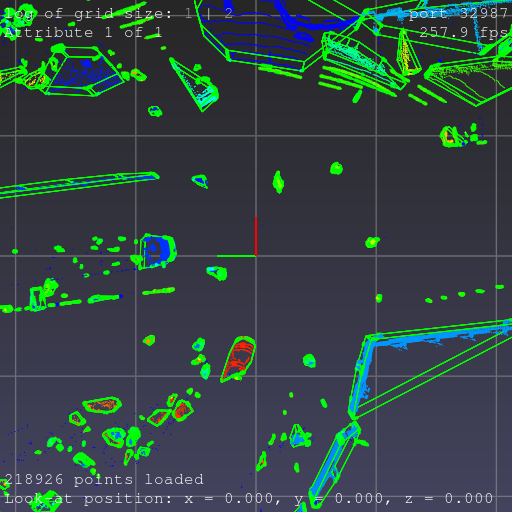 log of grid size: 1 | 2
port 32987
Attribute 1 of 1
257.9 fps
218926 points loaded
Look-at position: x = 0.000, y = 0.000, z = 0.000